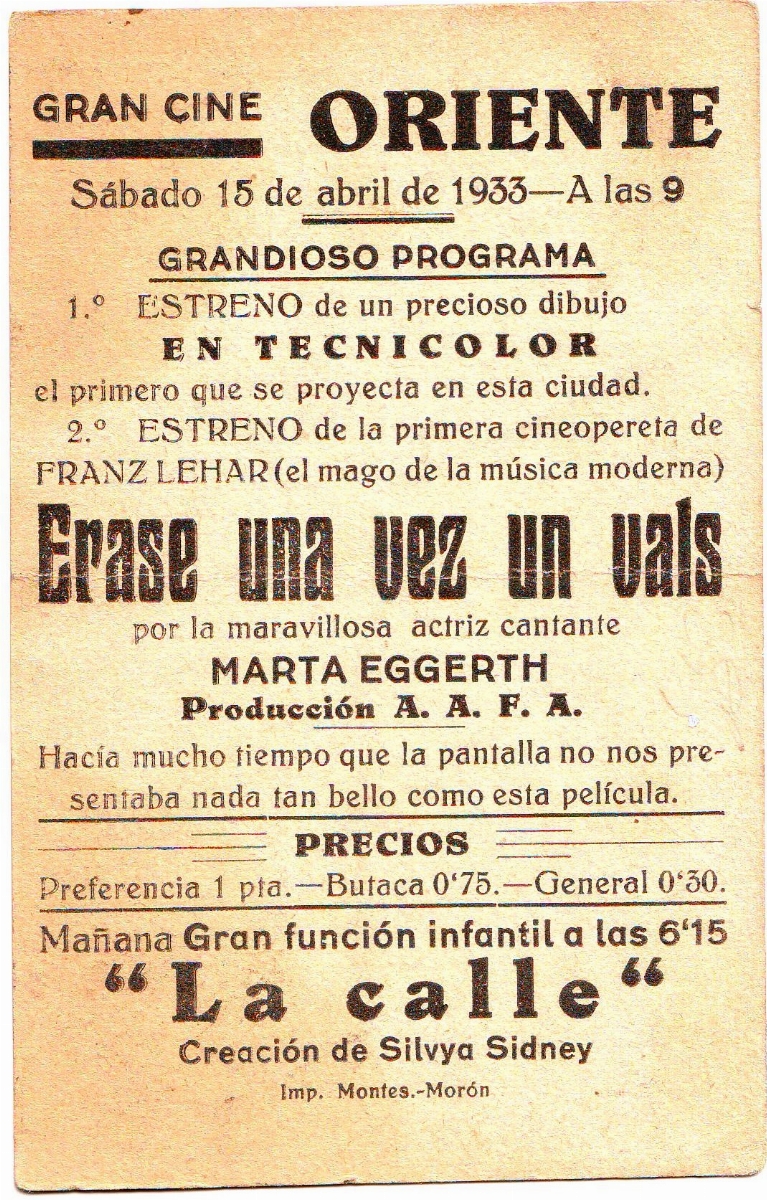 GRAN CINE ORIENTE
Sábado 15 de abril de 1933—A las 9
GRANDIOSO PROGRAMA
1.º ESTRENO de un precioso dibujo
EN TECNICOLOR
el primero que se proyecta en esta ciudad.
2.º ESTRENO de la primera cineopereta de
FRANZ LEHAR (el mago de la música moderna)
Erase una vez un vals
por la maravillosa actriz cantante
MARTA EGGERTH
Producción A. A. F. A.
Hacía mucho tiempo que la pantalla no nos pre-
sentaba nada tan bello como esta película.
PRECIOS
Preferencia 1 pta.—Butaca 0‘75.—General 0‘30.
Mañana Gran función infantil a las 6‘15
“La calle“
Creación de Silvya Sidney
Imp. Montes.-Morón